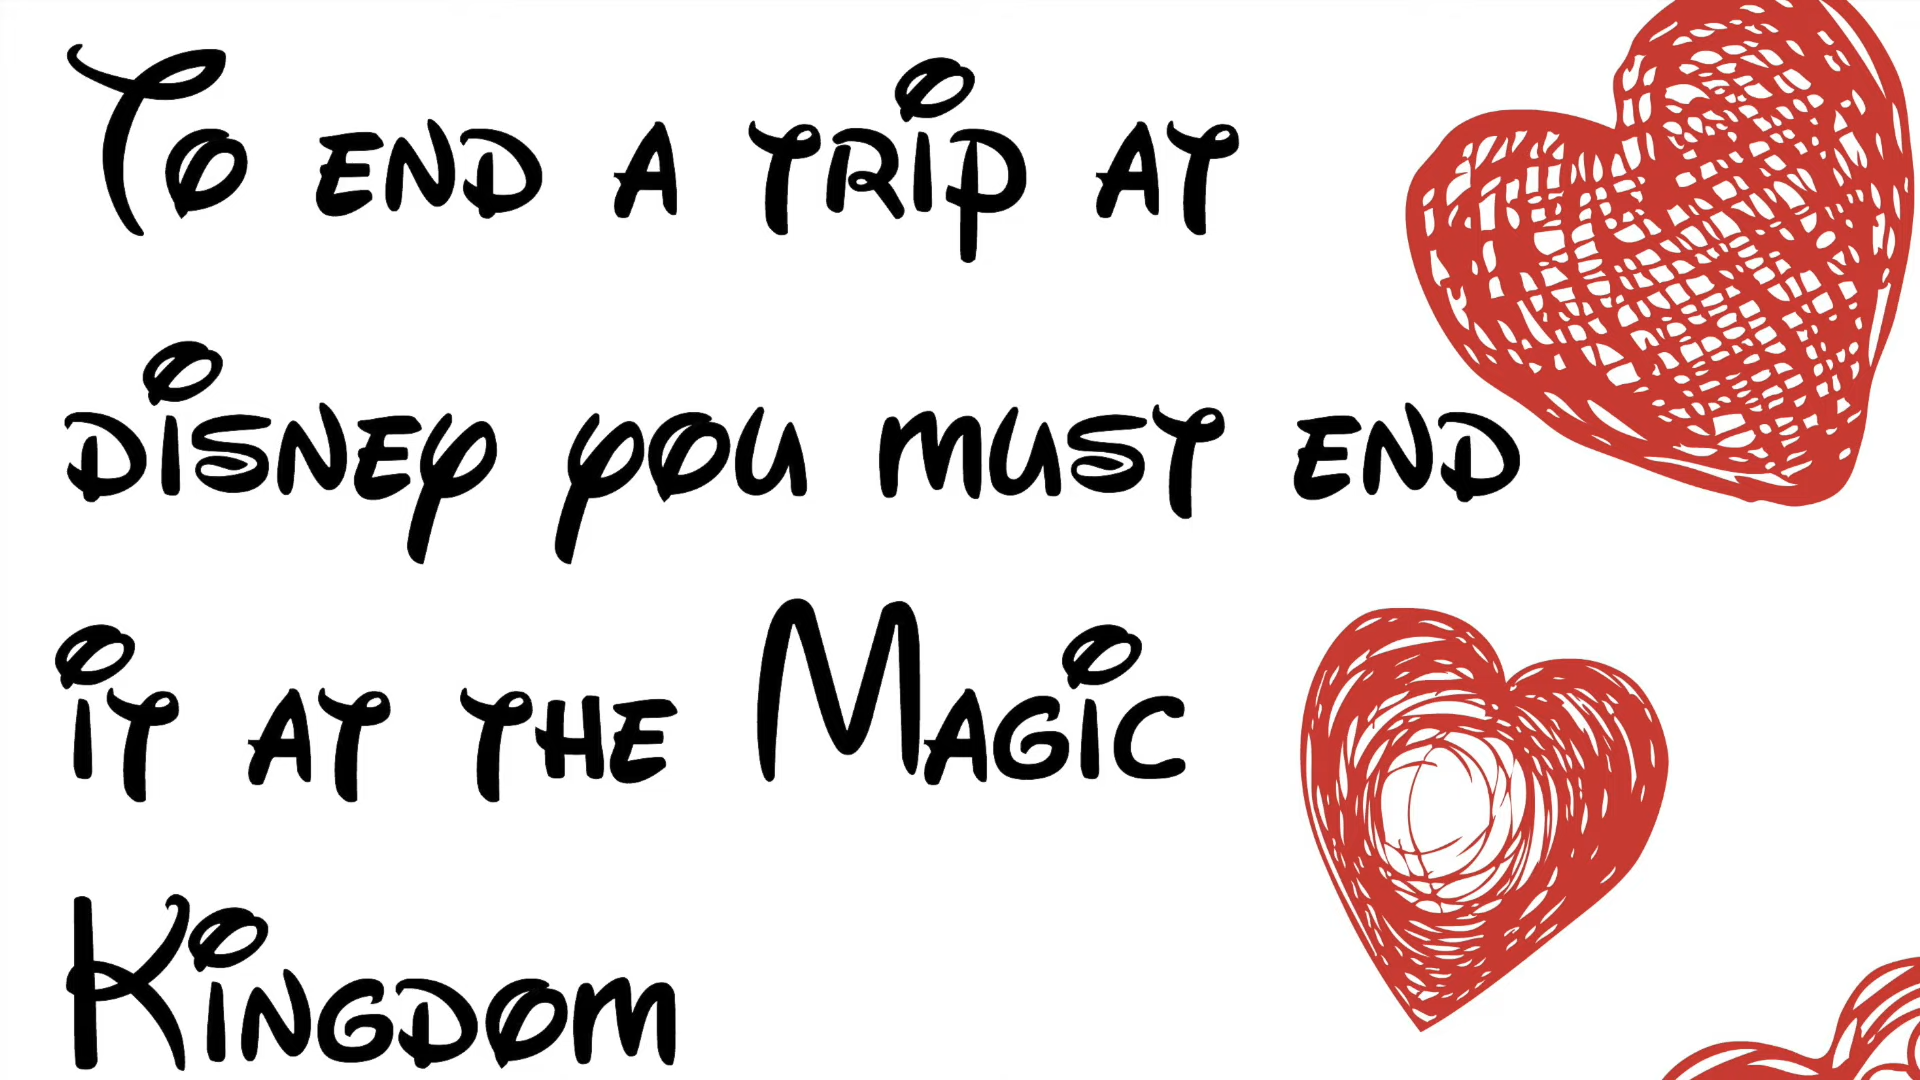 To end a trip at
disney you must end
it at the Magic
Kingdom